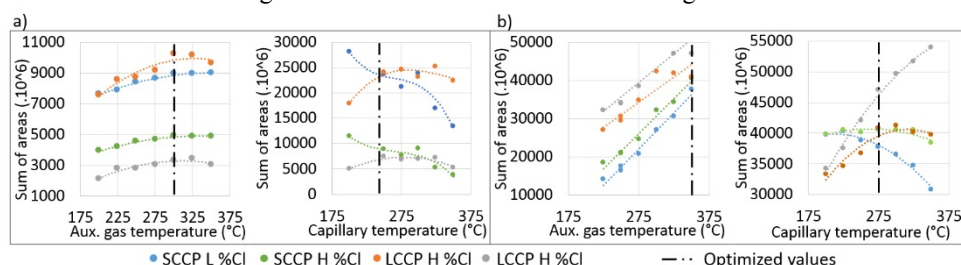 a)
b)
11000
9000
7000
5000
3000
1000
Sum of areas (.10^6)
175 225 275 325 375
Aux. gas temperature (°C)
30000
25000
20000
15000
10000
5000
0
Sum of areas (.10^6)
175 275 375
Capillary temperature (°C)
50000
40000
30000
20000
10000
Sum of areas (.10^6)
175 225 275 325 375
Aux. gas temperature (°C)
55000
50000
45000
40000
35000
30000
Sum of areas (.10^6)
175 275 375
Capillary temperature (°C)
SCCP L %Cl SCCP H %Cl LCCP H %Cl LCCP H %Cl Optimized values